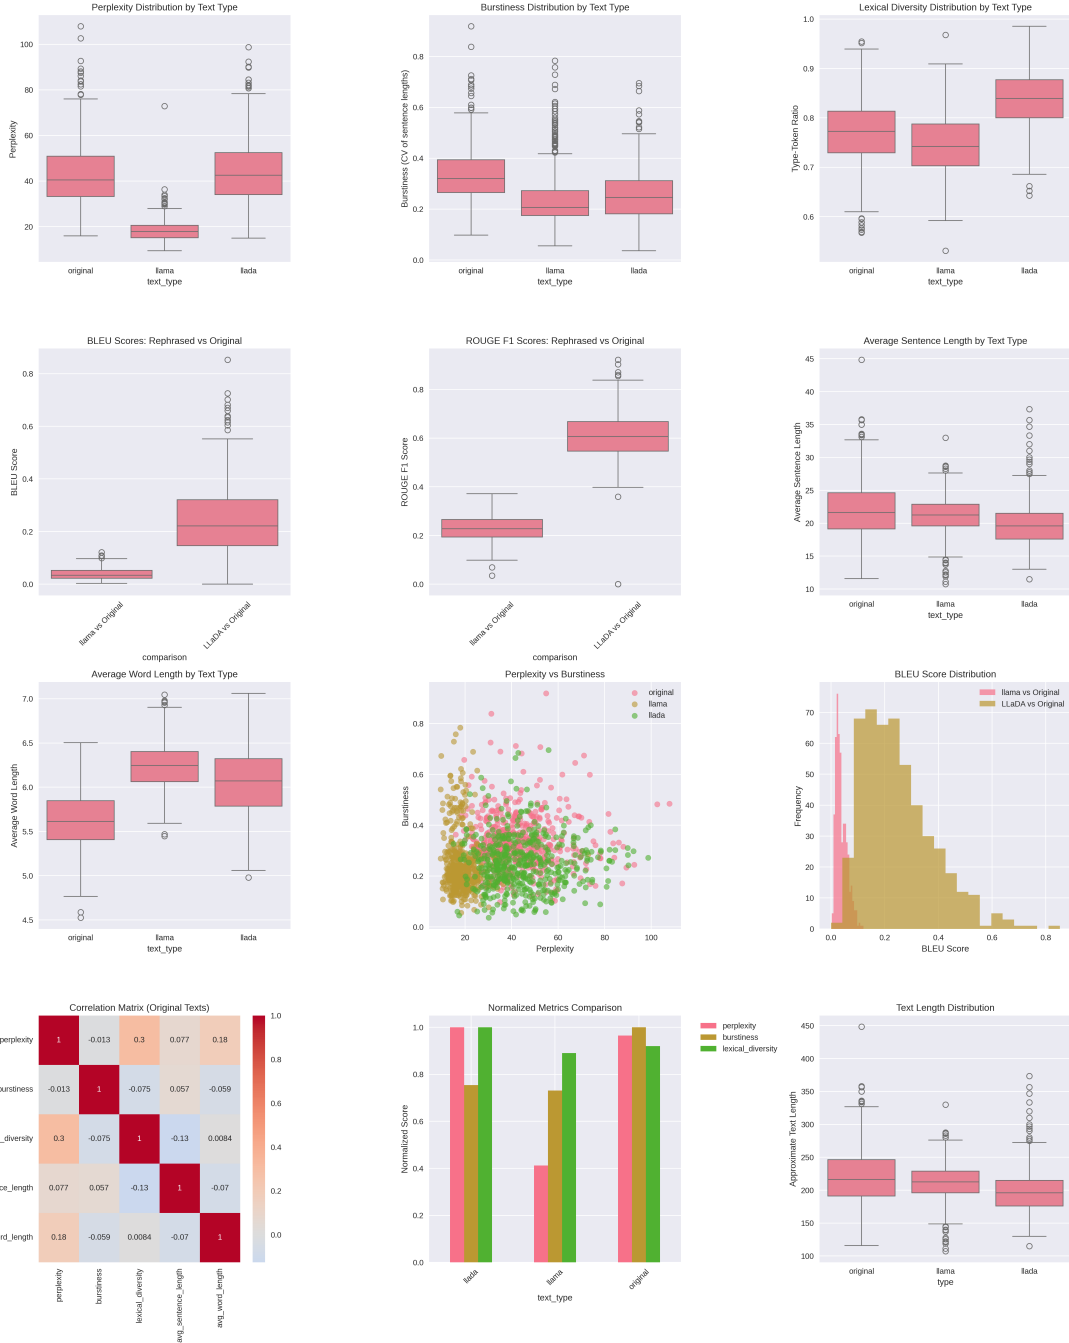 Perplexity Distribution by Text Type
Perplexity
100
80
60
40
20
original
llama
llada
text_type
Burstiness Distribution by Text Type
Burstiness (CV of sentence lengths)
0.8
0.6
0.4
0.2
0.0
original
llama
llada
text_type
Lexical Diversity Distribution by Text Type
Type-Token Ratio
1.0
0.9
0.8
0.7
0.6
original
llama
llada
text_type
BLEU Scores: Rephrased vs Original
BLEU Score
0.8
0.6
0.4
0.2
0.0
llama vs Original
LLaDA vs Original
comparison
ROUGE F1 Scores: Rephrased vs Original
ROUGE F1 Score
0.8
0.6
0.4
0.2
0.0
llama vs Original
LLaDA vs Original
comparison
Average Sentence Length by Text Type
Average Sentence Length
45
40
35
30
25
20
15
10
original
llama
llada
text_type
Average Word Length by Text Type
Average Word Length
7.0
6.5
6.0
5.5
5.0
4.5
original
llama
llada
text_type
Perplexity vs Burstiness
original
llama
llada
Burstiness
0.8
0.6
0.4
0.2
0.0
20
40
60
80
100
Perplexity
BLEU Score Distribution
llama vs Original
LLaDA vs Original
Frequency
70
60
50
40
30
20
10
0
0.0
0.2
0.4
0.6
0.8
BLEU Score
Correlation Matrix (Original Texts)
perplexity
1
-0.013
0.3
0.077
0.18
urstiness
-0.013
1
-0.075
0.057
-0.059
_diversity
0.3
-0.075
1
-0.13
0.0084
ce_length
0.077
0.057
-0.13
1
-0.07
rd_length
0.18
-0.059
0.0084
-0.07
1
perplexity
burstiness
lexical_diversity
avg_sentence_length
avg_word_length
1.0
0.8
0.6
0.4
0.2
0.0
Normalized Metrics Comparison
Normalized Score
1.0
0.8
0.6
0.4
0.2
0.0
llada
llama
original
text_type
perplexity
burstiness
lexical_diversity
Text Length Distribution
Approximate Text Length
450
400
350
300
250
200
150
100
original
llama
llada
type